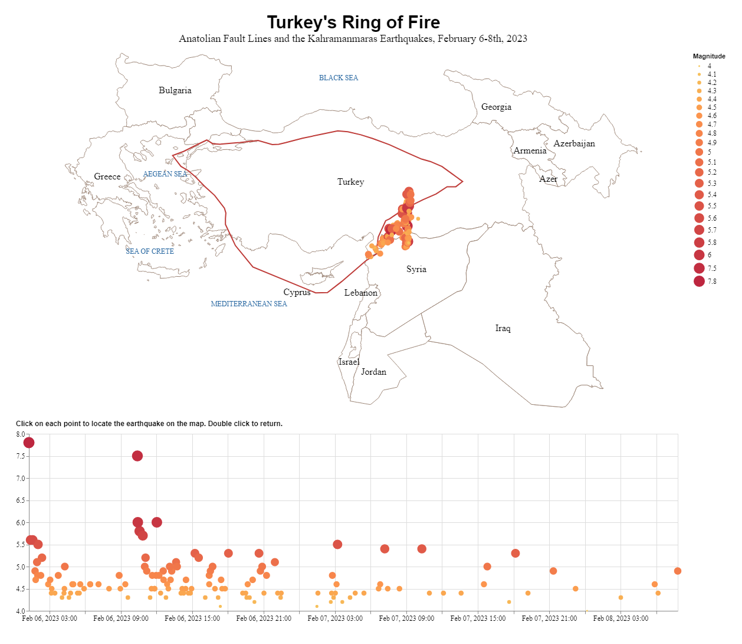 Turkey's Ring of Fire
Anatolian Fault Lines and the Kahramanmaras Earthquakes, February 6-8th, 2023
Magnitude
4
4.1
4.2
4.3
4.4
4.5
4.6
4.7
4.8
4.9
5
5.1
5.2
5.3
5.4
5.5
5.6
5.7
5.8
6
7.5
7.8
BLACK SEA
Bulgaria
Georgia
Armenia
Azerbaijan
Azer
Greece
AEGEAN SEA
Turkey
SEA OF CRETE
Syria
Cyprus
Lebanon
MEDITERRANEAN SEA
Iraq
Israel
Jordan
Click on each point to locate the earthquake on the map. Double click to return.
8.0
7.5
7.0
6.5
6.0
5.5
5.0
4.5
4.0
Feb 06, 2023 03:00 Feb 06, 2023 09:00 Feb 06, 2023 15:00 Feb 06, 2023 21:00 Feb 07, 2023 03:00 Feb 07, 2023 09:00 Feb 07, 2023 15:00 Feb 07, 2023 21:00 Feb 08, 2023 03:00